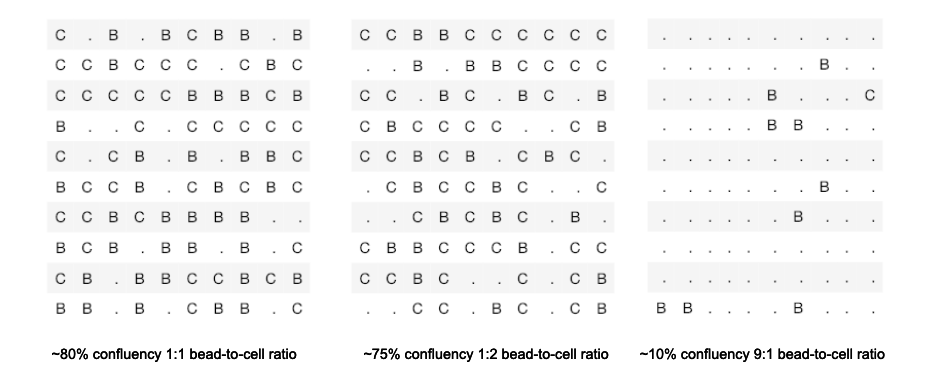 C . B . B C B B . B
C C B C C C . C B C
C C C C C B B B C B
B . . C . C C C C C
C . C B . B . B B C
B C C B . C B C B C
C C B C B B B B . .
B C B . B B . B . C
C B . B B C C B C B
B B . B . C B B . C
~80% confluency 1:1 bead-to-cell ratio
C C B B C C C C C C
. . B . B B C C C C
C C . B C . B C . B
C B C C C C . . C B
C C B C B . C B C .
. C B C C B C . . C
. . C B C B C . B .
C B B C C C B . C C
C C B C . . C . C B
. . C C . B C . C B
~75% confluency 1:2 bead-to-cell ratio
. . . . . . . . . .
. . . . . . . B . .
. . . . . B . . . C
. . . . . B B . . .
. . . . . . . . . .
. . . . . . . B . .
. . . . . . B . . .
. . . . . . . . . .
. . . . . . . . . .
B B . . . . B . . .
~10% confluency 9:1 bead-to-cell ratio